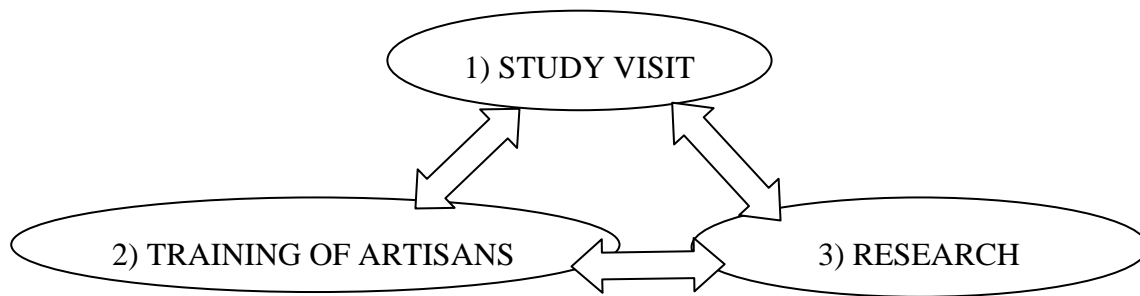 1) STUDY VISIT
2) TRAINING OF ARTISANS
3) RESEARCH